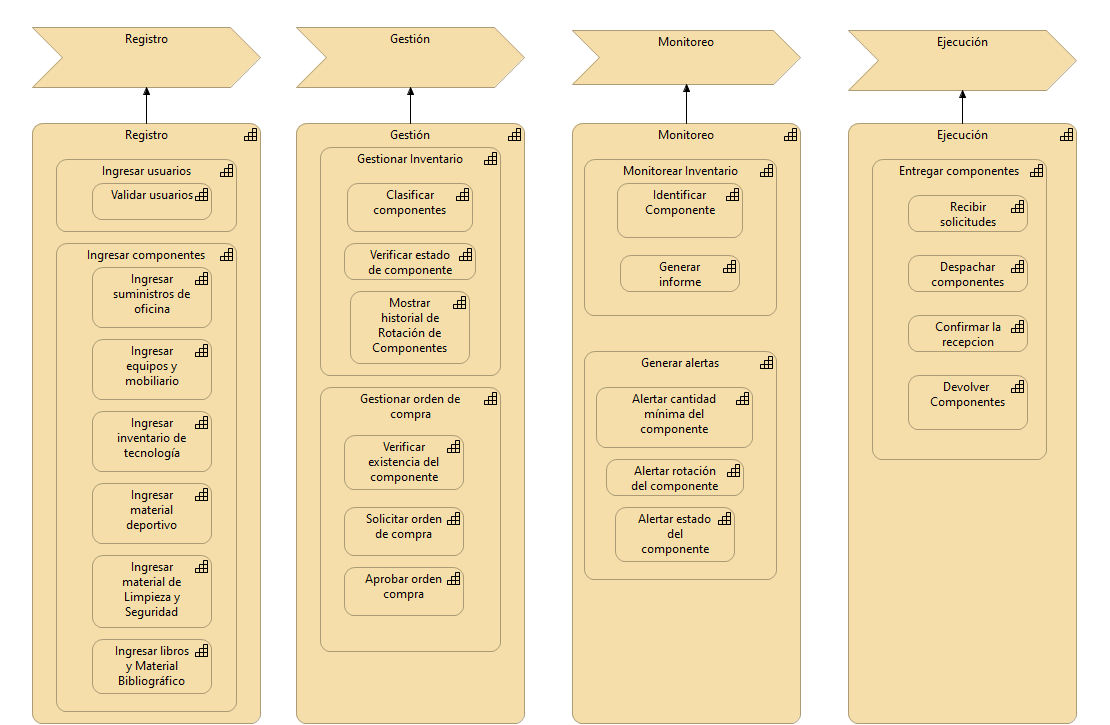 Registro
Gestión
Monitoreo
Ejecución
Registro
Ingresar usuarios
Validar usuarios
Ingresar componentes
Ingresar
suministros de
oficina
Ingresar
equipos y
mobiliario
Ingresar
inventario de
tecnología
Ingresar
material
deportivo
Ingresar
material de
Limpieza y
Seguridad
Ingresar libros
y Material
Bibliográfico
Gestión
Gestionar Inventario
Clasificar
componentes
Verificar estado
de componente
Mostrar
historial de
Rotación de
Componentes
Gestionar orden de
compra
Verificar
existencia del
componente
Solicitar orden
de compra
Aprobar orden
compra
Monitoreo
Monitorear Inventario
Identificar
Componente
Generar
informe
Generar alertas
Alertar cantidad
mínima del
componente
Alertar rotación
del componente
Alertar estado
del
componente
Ejecución
Entregar componentes
Recibir
solicitudes
Despachar
componentes
Confirmar la
recepcion
Devolver
Componentes